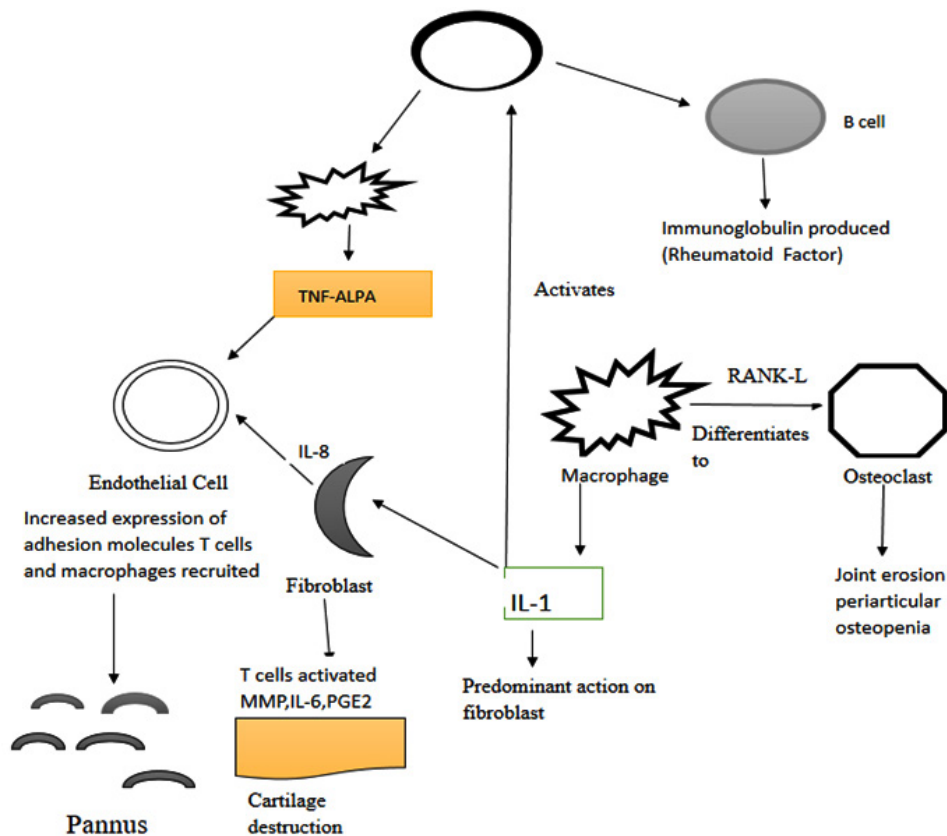 B cell
Immunoglobulin produced
(Rheumatoid Factor)
TNF-ALPA
Activates
RANK-L
Differentiates
to
Macrophage
Osteoclast
IL-8
Endothelial Cell
Increased expression of
adhesion molecules T cells
and macrophages recruited
Fibroblast
IL-1
Joint erosion
periarticular
osteopenia
T cells activated
MMP,IL-6,PGE2
Predominant action on
fibroblast
Cartilage
destruction
Pannus